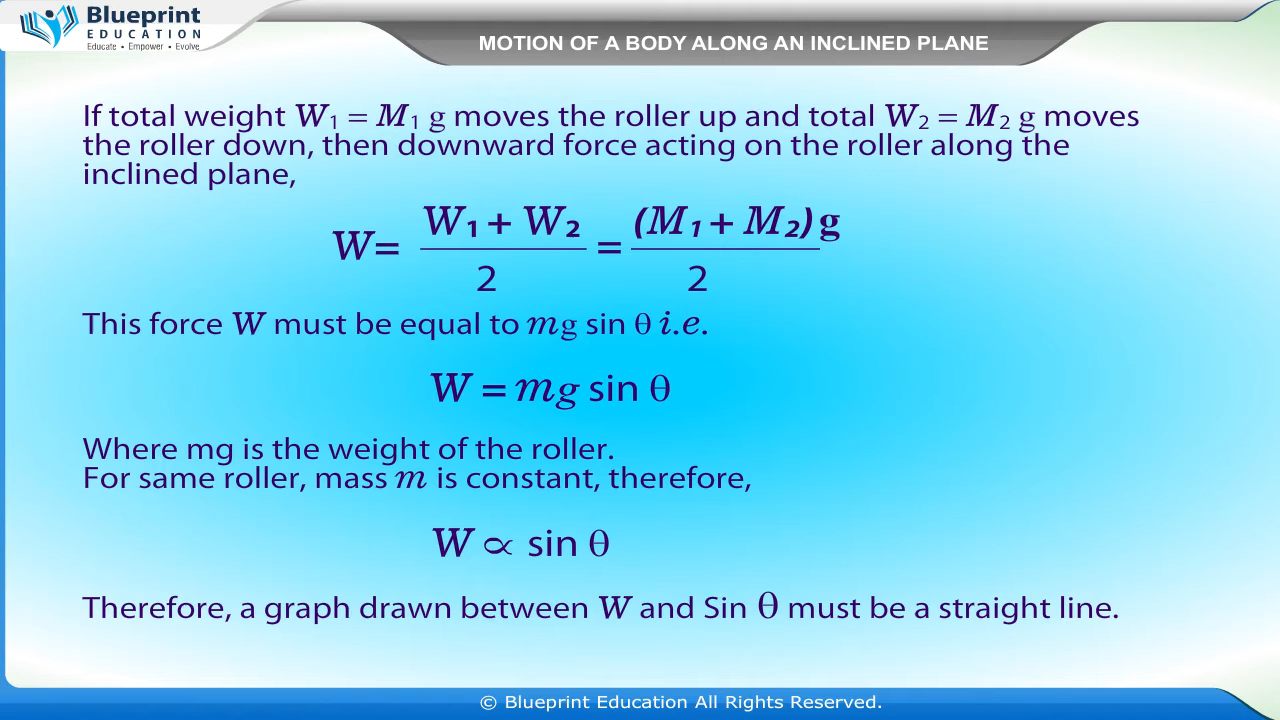 Blueprint
EDUCATION
Educate • Empower • Evolve
MOTION OF A BODY ALONG AN INCLINED PLANE
If total weight W₁ = M₁ g moves the roller up and total W₂ = M₂ g moves
the roller down, then downward force acting on the roller along the
inclined plane,
W= (W₁ + W₂)/2 = (M₁ + M₂)g/2
This force W must be equal to mg sin θ i.e.
W = mg sin θ
Where mg is the weight of the roller.
For same roller, mass m is constant, therefore,
W ∝ sin θ
Therefore, a graph drawn between W and Sin θ must be a straight line.
© Blueprint Education All Rights Reserved.